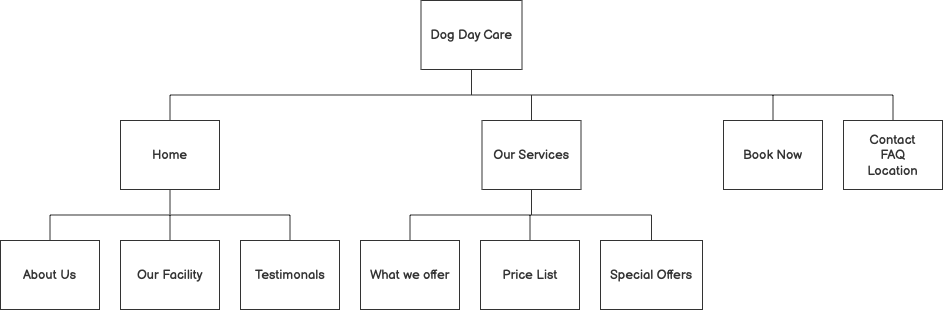 Dog Day Care
Home
Our Services
Book Now
Contact
FAQ
Location
About Us
Our Facility
Testimonals
What we offer
Price List
Special Offers